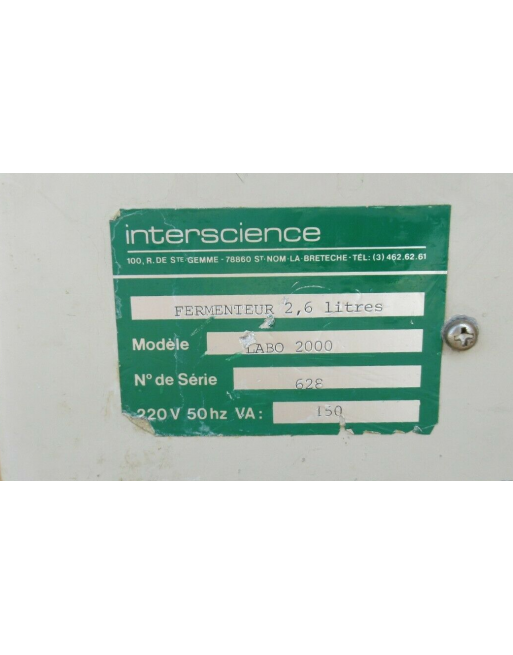 interscience
100, R. DE STE GEMME - 78860 ST-NOM-LA-BRETECHE - TÉL: (3) 462.62.61
FERMENTEUR 2,6 litres
Modèle LABO 2000
N° de Série 628
220 V 50 hz VA : 150